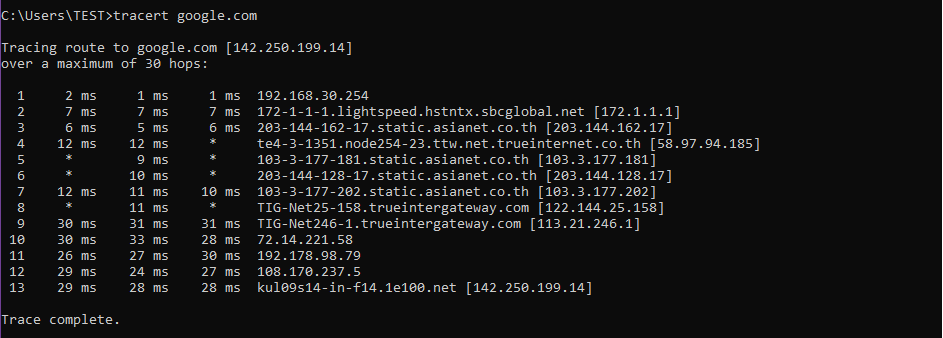 C:\Users\TEST>tracert google.com
Tracing route to google.com [142.250.199.14]
over a maximum of 30 hops:
1 2 ms 1 ms 1 ms 192.168.30.254
2 7 ms 7 ms 7 ms 172-1-1-1.lightspeed.hstntx.sbcglobal.net [172.1.1.1]
3 6 ms 5 ms 6 ms 203-144-162-17.static.asianet.co.th [203.144.162.17]
4 12 ms 12 ms * te4-3-1351.node254-23.ttw.net.trueinternet.co.th [58.97.94.185]
5 * 9 ms * 103-3-177-181.static.asianet.co.th [103.3.177.181]
6 * 10 ms * 203-144-128-17.static.asianet.co.th [203.144.128.17]
7 12 ms 11 ms 10 ms 103-3-177-202.static.asianet.co.th [103.3.177.202]
8 * 11 ms * TIG-Net25-158.trueintergateway.com [122.144.25.158]
9 30 ms 31 ms 31 ms TIG-Net246-1.trueintergateway.com [113.21.246.1]
10 30 ms 33 ms 28 ms 72.14.221.58
11 26 ms 27 ms 30 ms 192.178.98.79
12 29 ms 24 ms 27 ms 108.170.237.5
13 29 ms 28 ms 28 ms kul09s14-in-f14.1e100.net [142.250.199.14]
Trace complete.